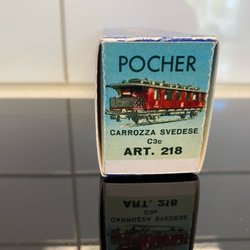 POCHER
CARROZZA SVEDESE
C3c
ART. 218